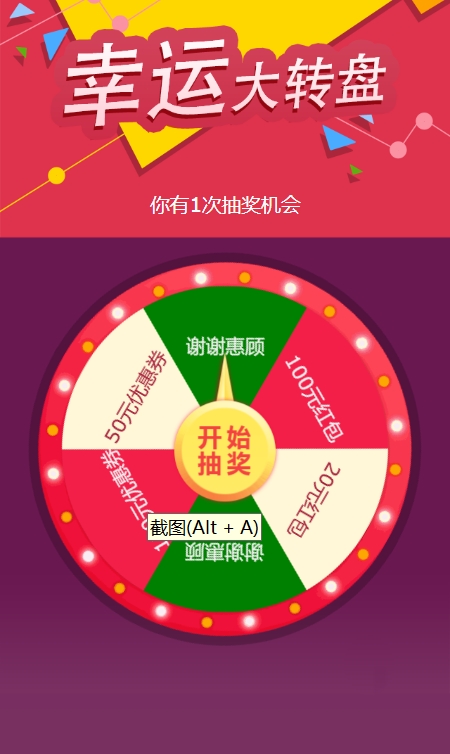 幸运大转盘
你有1次抽奖机会
谢谢惠顾
100元红包
20元红包
谢谢惠顾
元优惠券
50元优惠券
开始
抽奖
截图(Alt + A)